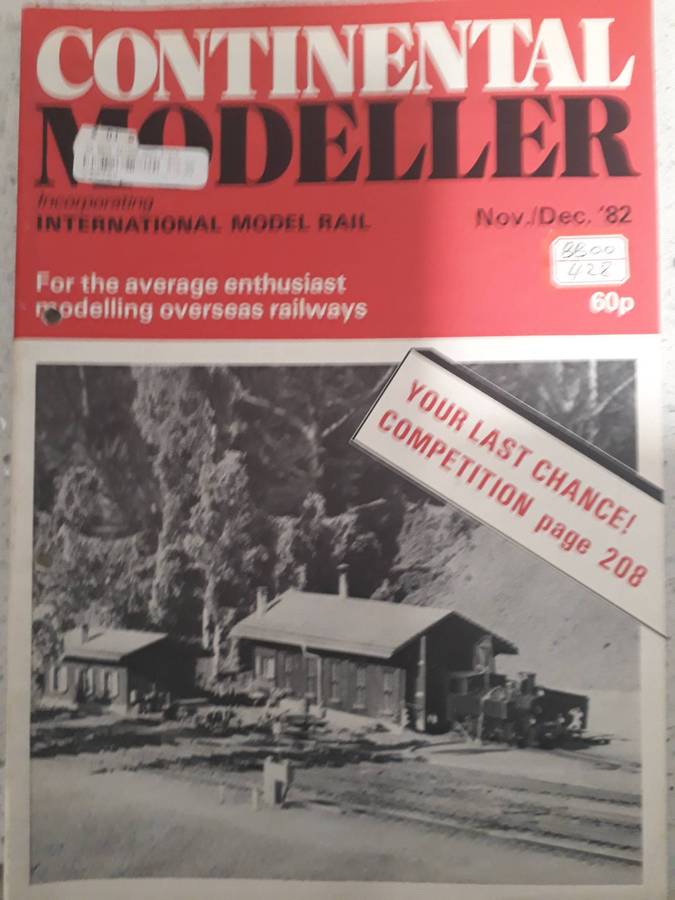 CONTINENTAL
MODELLER
Incorporating
INTERNATIONAL MODEL RAIL
Nov./Dec. '82
BB00
428
60p
For the average enthusiast
modelling overseas railways
YOUR LAST CHANCE!
COMPETITION page 208